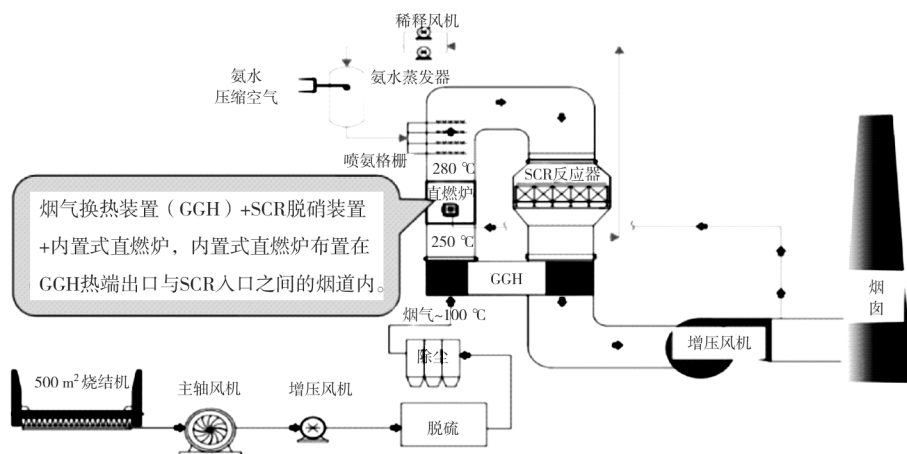 稀释风机
氨水
压缩空气
氨水蒸发器
喷氨格栅
280 ℃
SCR反应器
直燃炉
烟气换热装置（GGH）+SCR脱硝装置
+内置式直燃炉，内置式直燃炉布置在
GGH热端出口与SCR入口之间的烟道内。
250 ℃
GGH
烟气~100 ℃
烟
囱
增压风机
除尘
500 m²烧结机
主轴风机
增压风机
脱硫